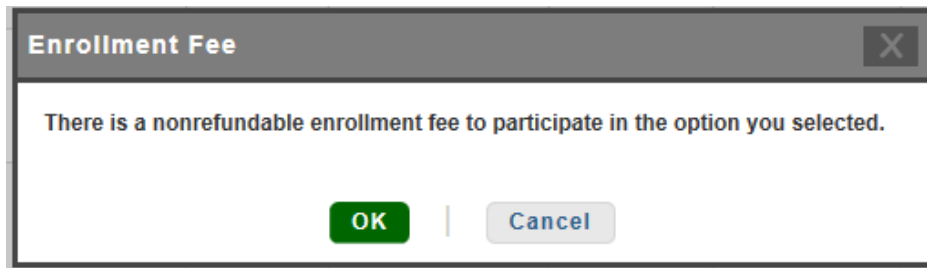 Enrollment Fee
X
There is a nonrefundable enrollment fee to participate in the option you selected.
OK | Cancel